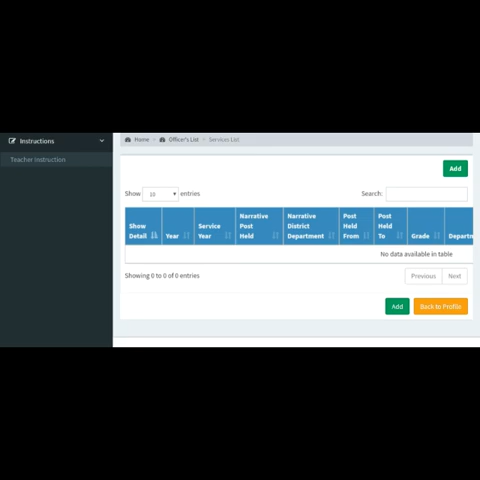 Instructions
Teacher Instruction
Home > Officer's List > Services List
Add
Show 10 entries Search:
Show Detail Year Service Year Narrative Post Held Narrative District Department Post Held From Post Held To Grade
No data available in table
Showing 0 to 0 of 0 entries Previous Next
Add Back to Profile